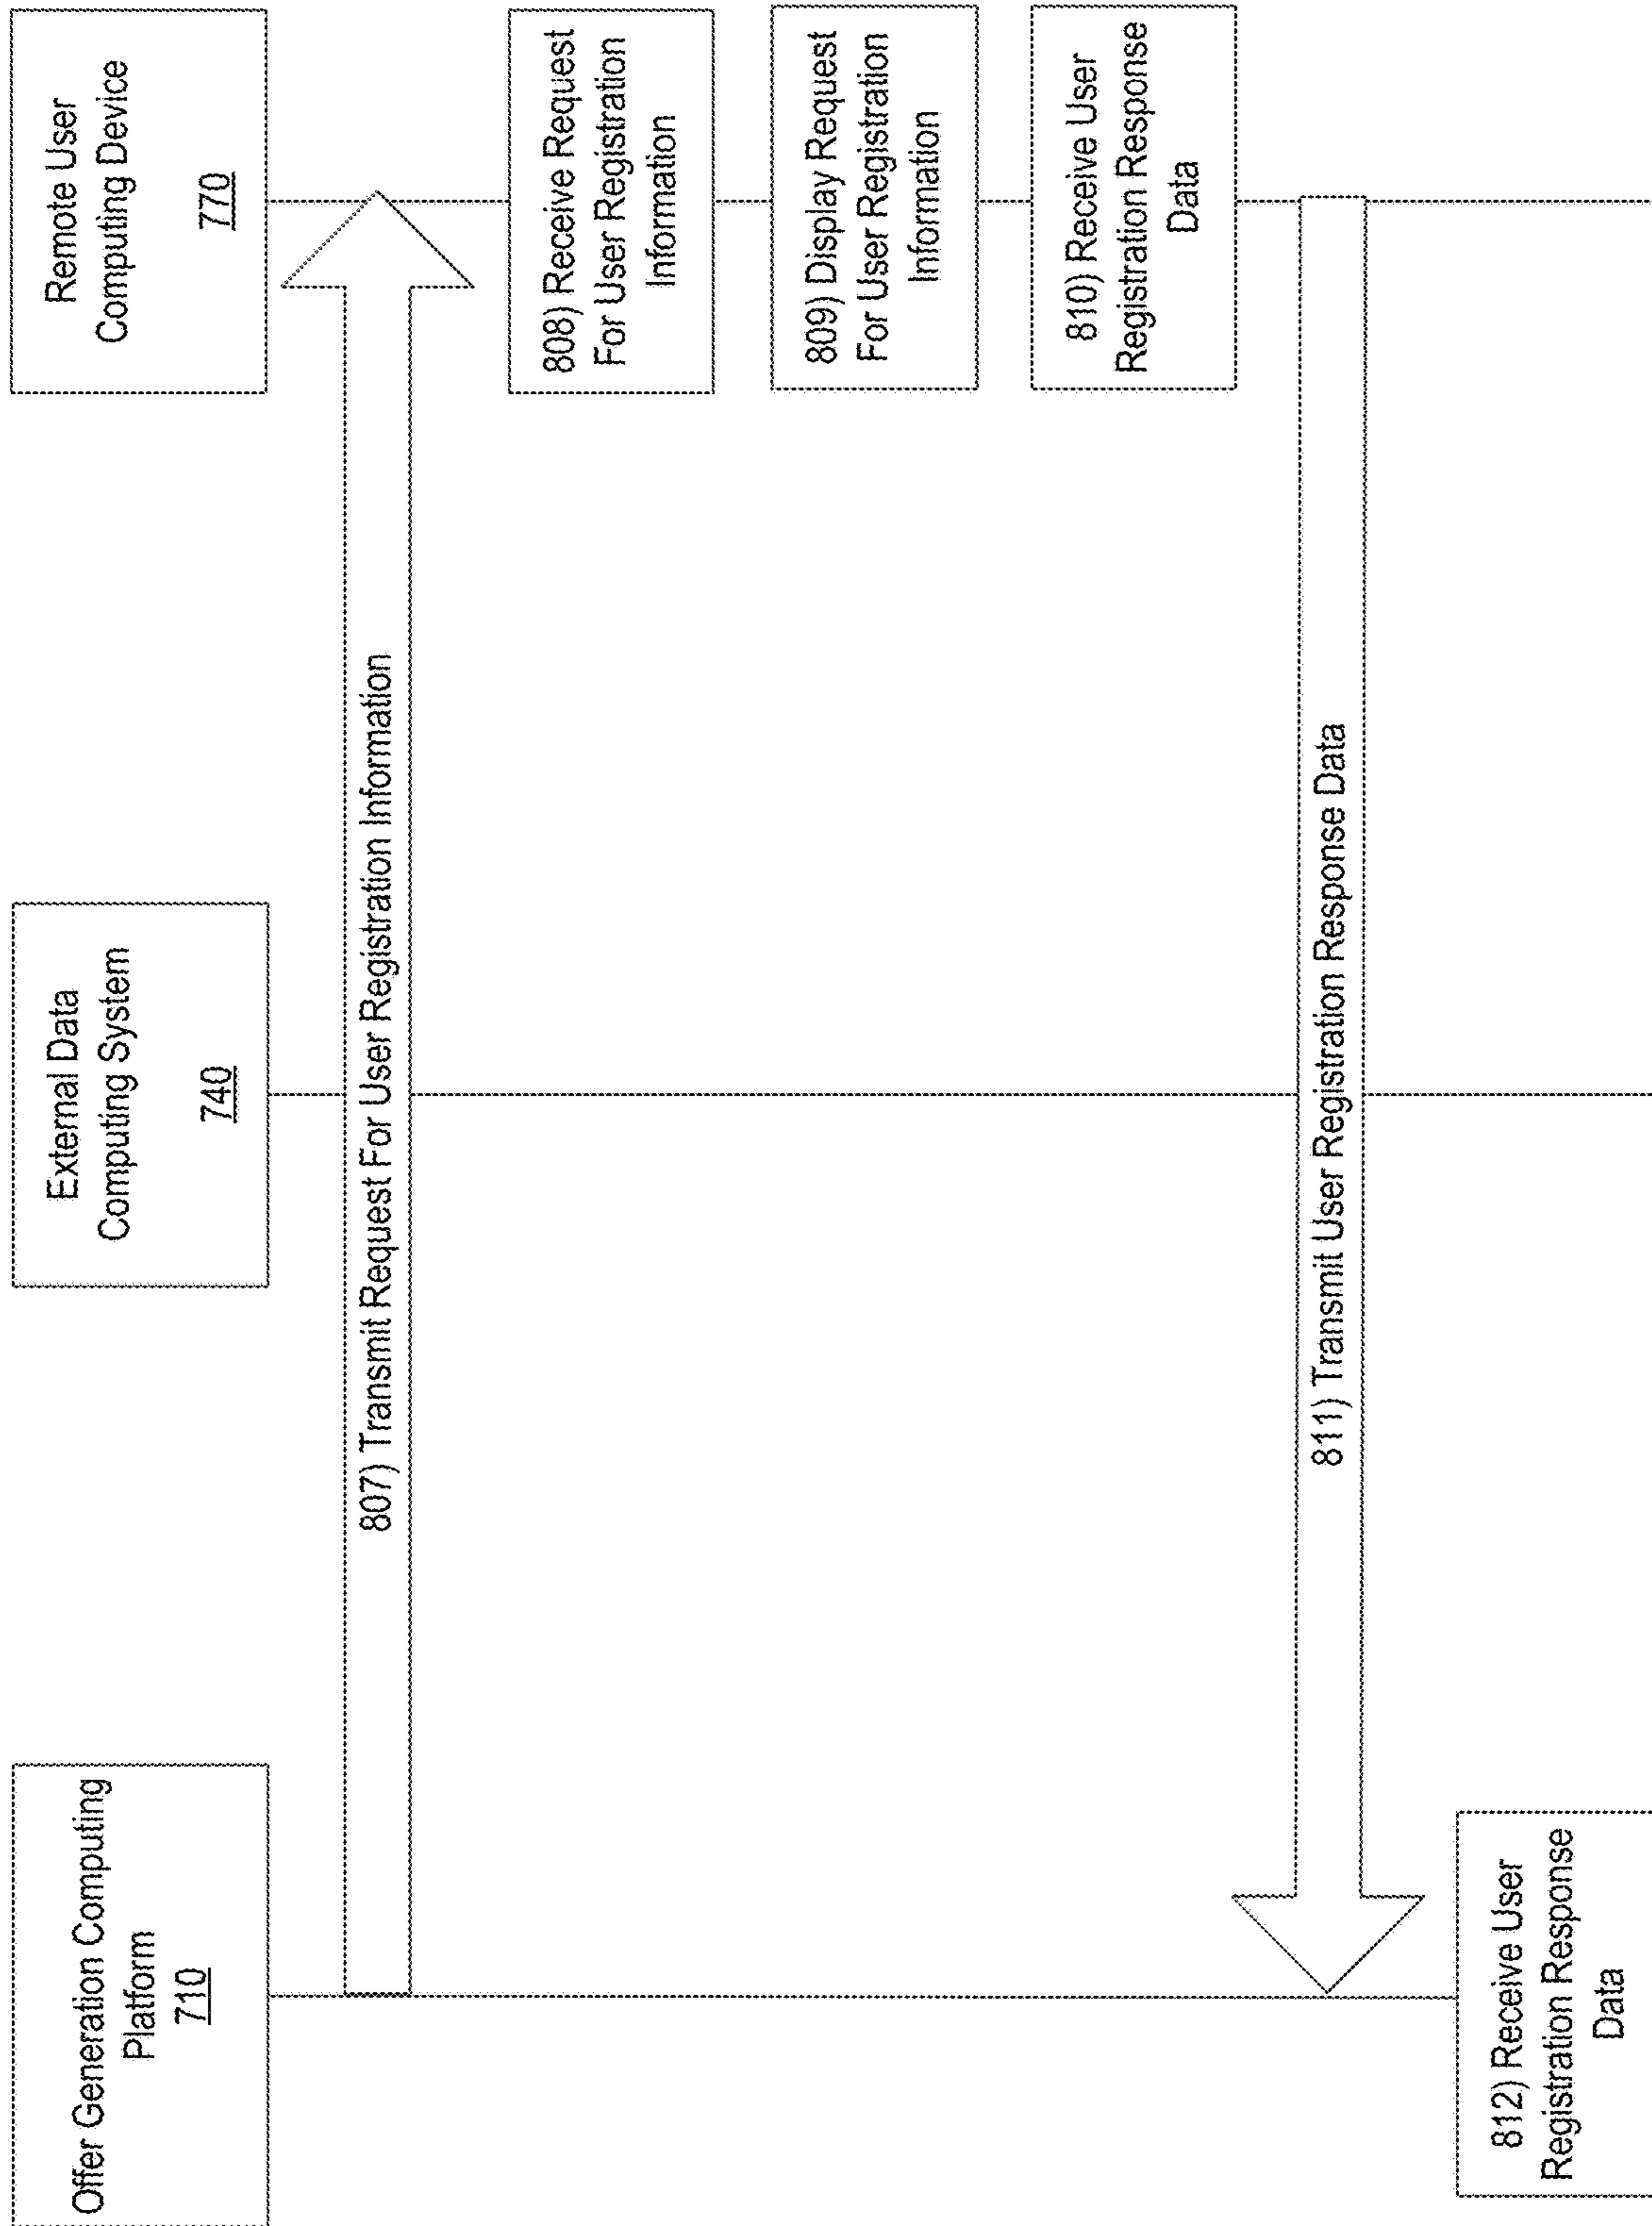 Offer Generation Computing
Platform
710
External Data
Computing System
740
Remote User
Computing Device
770
807) Transmit Request For User Registration Information
808) Receive Request
For User Registration
Information
809) Display Request
For User Registration
Information
810) Receive User
Registration Response
Data
811) Transmit User Registration Response Data
812) Receive User
Registration Response
Data